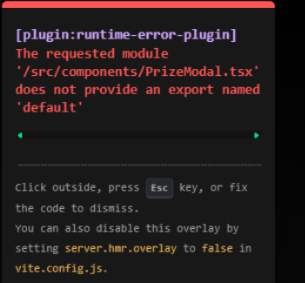 [plugin:runtime-error-plugin]
The requested module
'/src/components/PrizeModal.tsx'
does not provide an export named
'default'
Click outside, press Esc key, or fix
the code to dismiss.
You can also disable this overlay by
setting server.hmr.overlay to false in
vite.config.js.